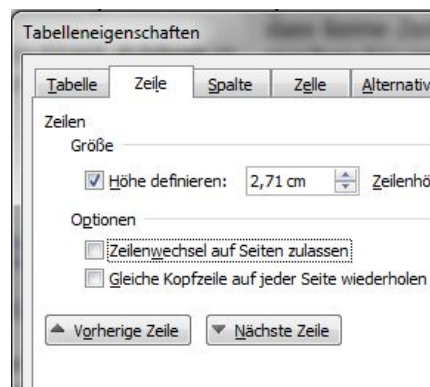 Tabelleneigenschaften
Tabelle Zeile Spalte Zelle Alternativ
Zeilen
Größe
Höhe definieren: 2,71 cm Zeilenhö
Optionen
Zeilenwechsel auf Seiten zulassen
Gleiche Kopfzeile auf jeder Seite wiederholen
Vorherige Zeile Nächste Zeile